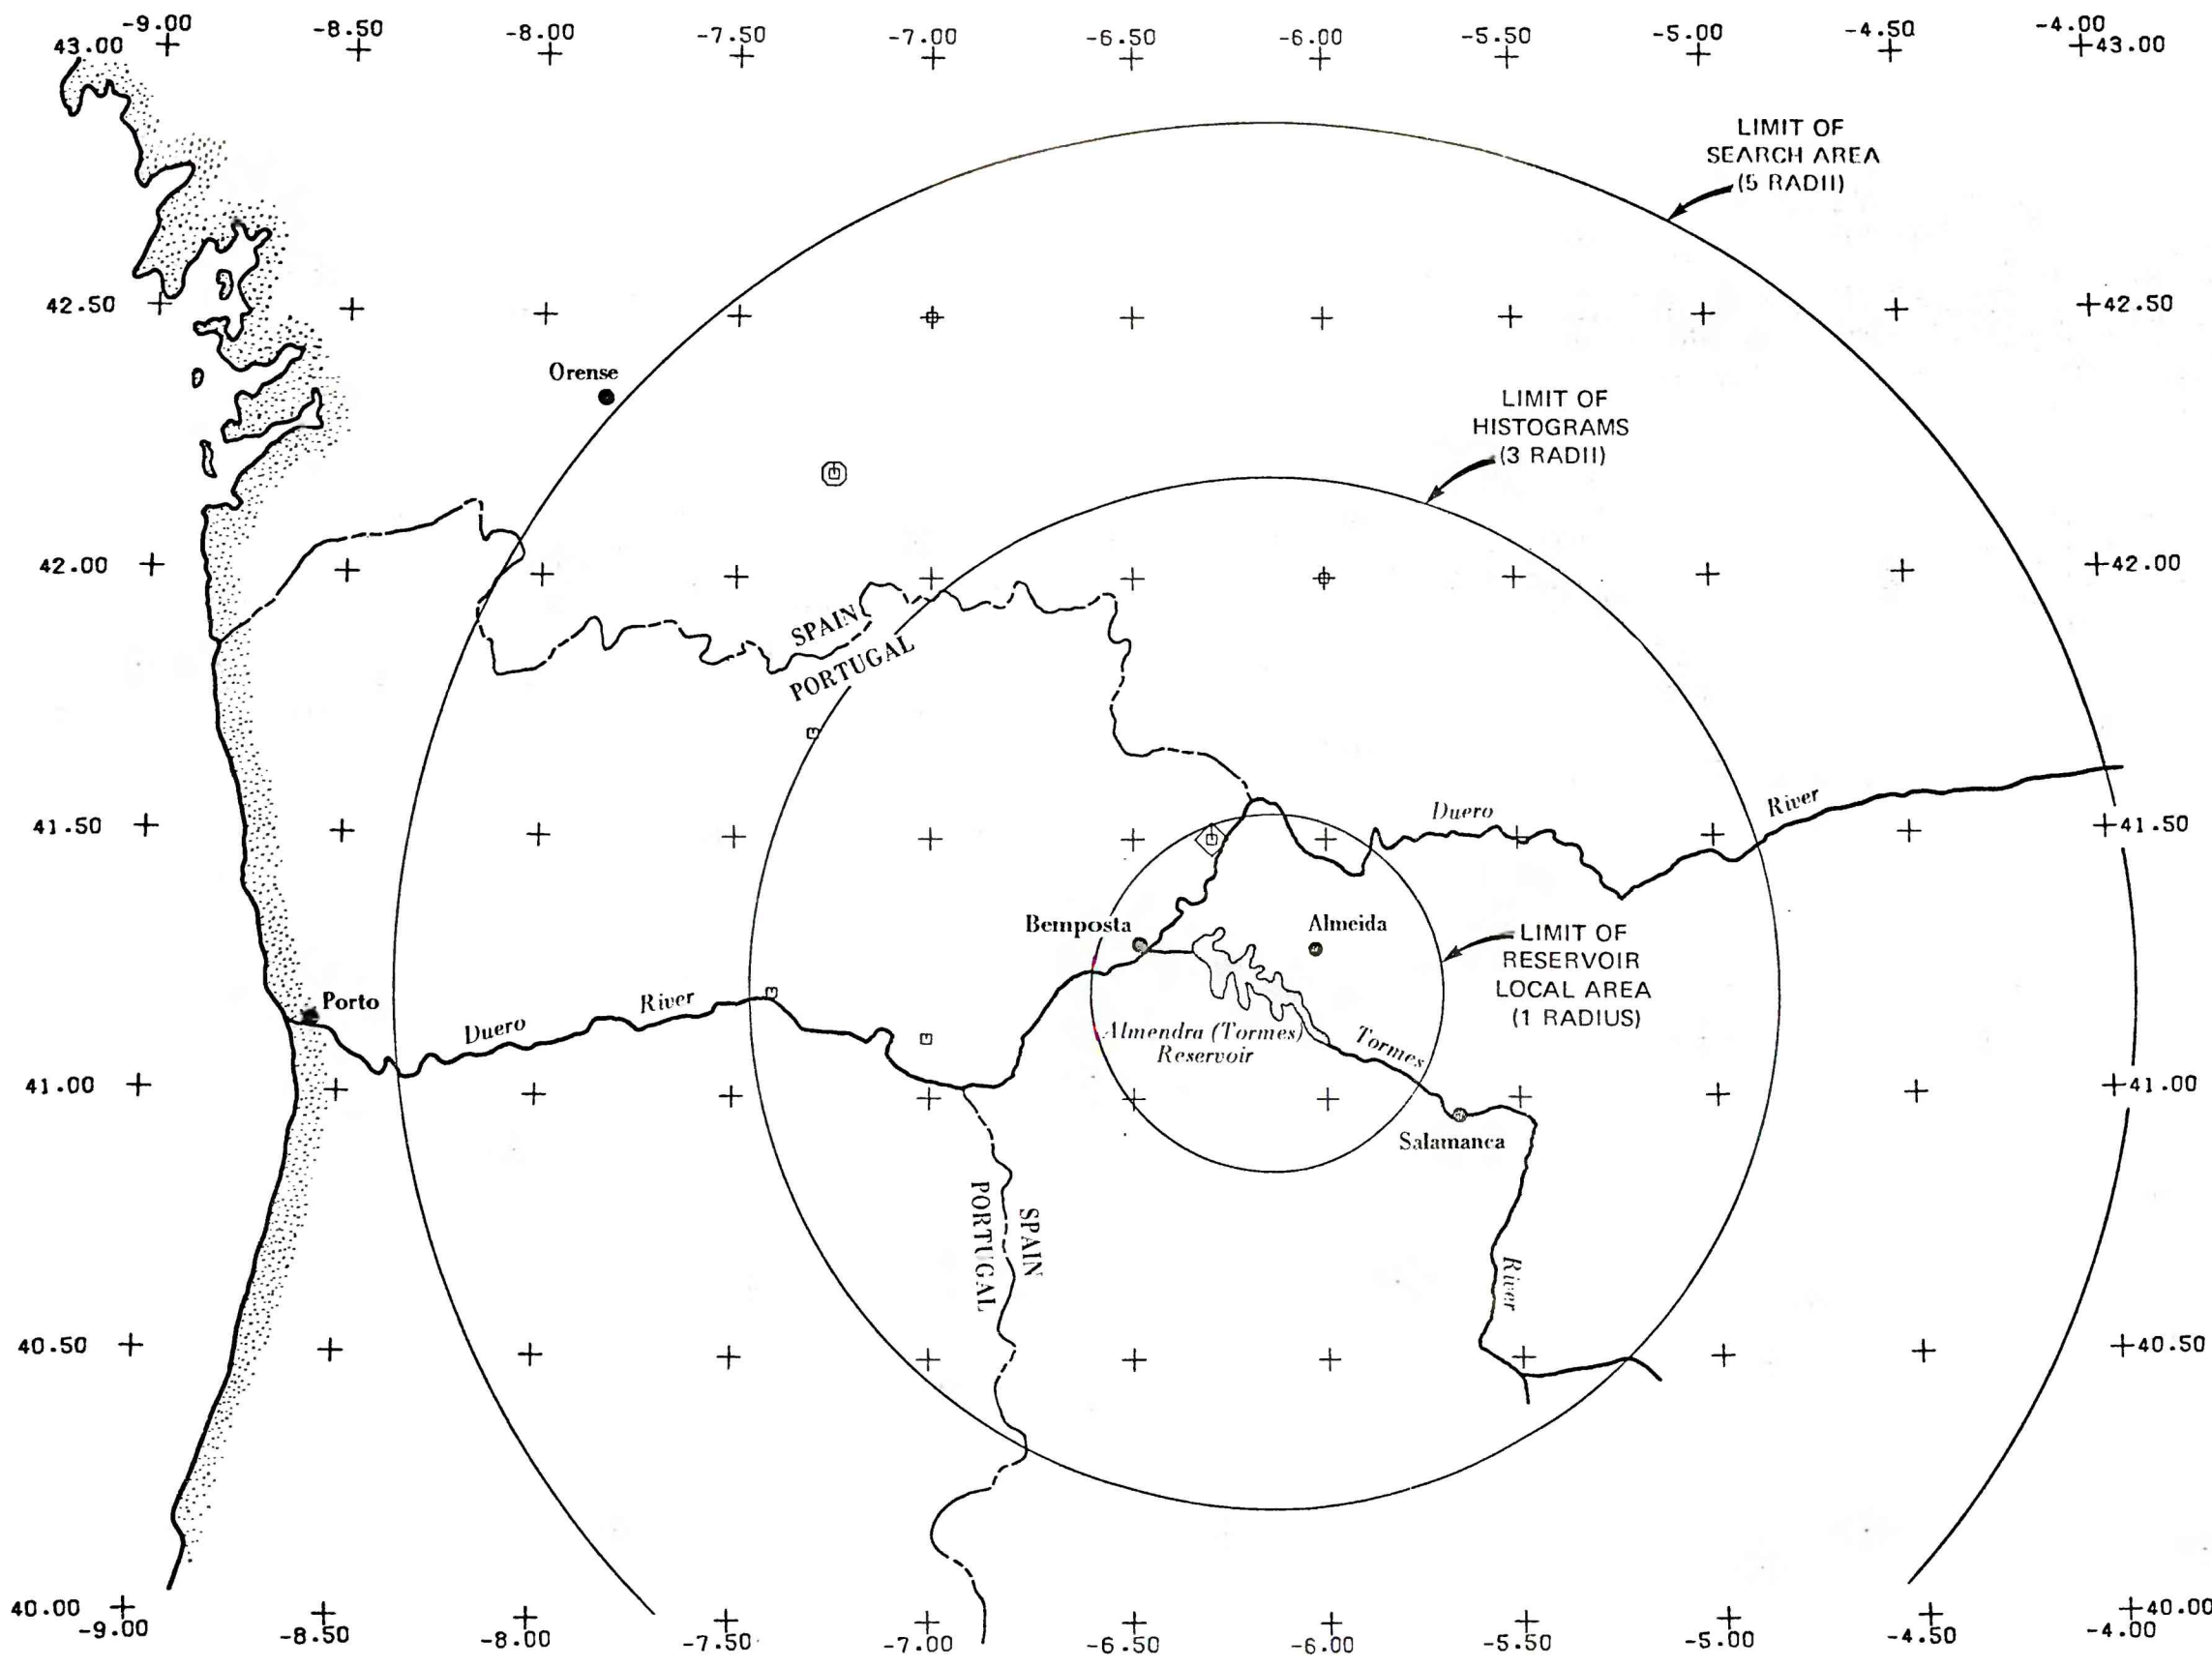 -9.00
-8.50
-8.00
-7.50
-7.00
-6.50
-6.00
-5.50
-5.00
-4.50
-4.00
43.00
43.00
LIMIT OF
SEARCH AREA
(5 RADII)
42.50
42.50
Orense
LIMIT OF
HISTOGRAMS
(3 RADII)
42.00
42.00
SPAIN
PORTUGAL
41.50
Duero
River
41.50
Bemposta
Almeida
LIMIT OF
RESERVOIR
LOCAL AREA
(1 RADIUS)
Porto
Duero
River
Almendra (Tormes)
Reservoir
Tormes
41.00
41.00
Salamanca
PORTUGAL
SPAIN
River
40.50
40.50
40.00
40.00
-9.00
-8.50
-8.00
-7.50
-7.00
-6.50
-6.00
-5.50
-5.00
-4.50
-4.00